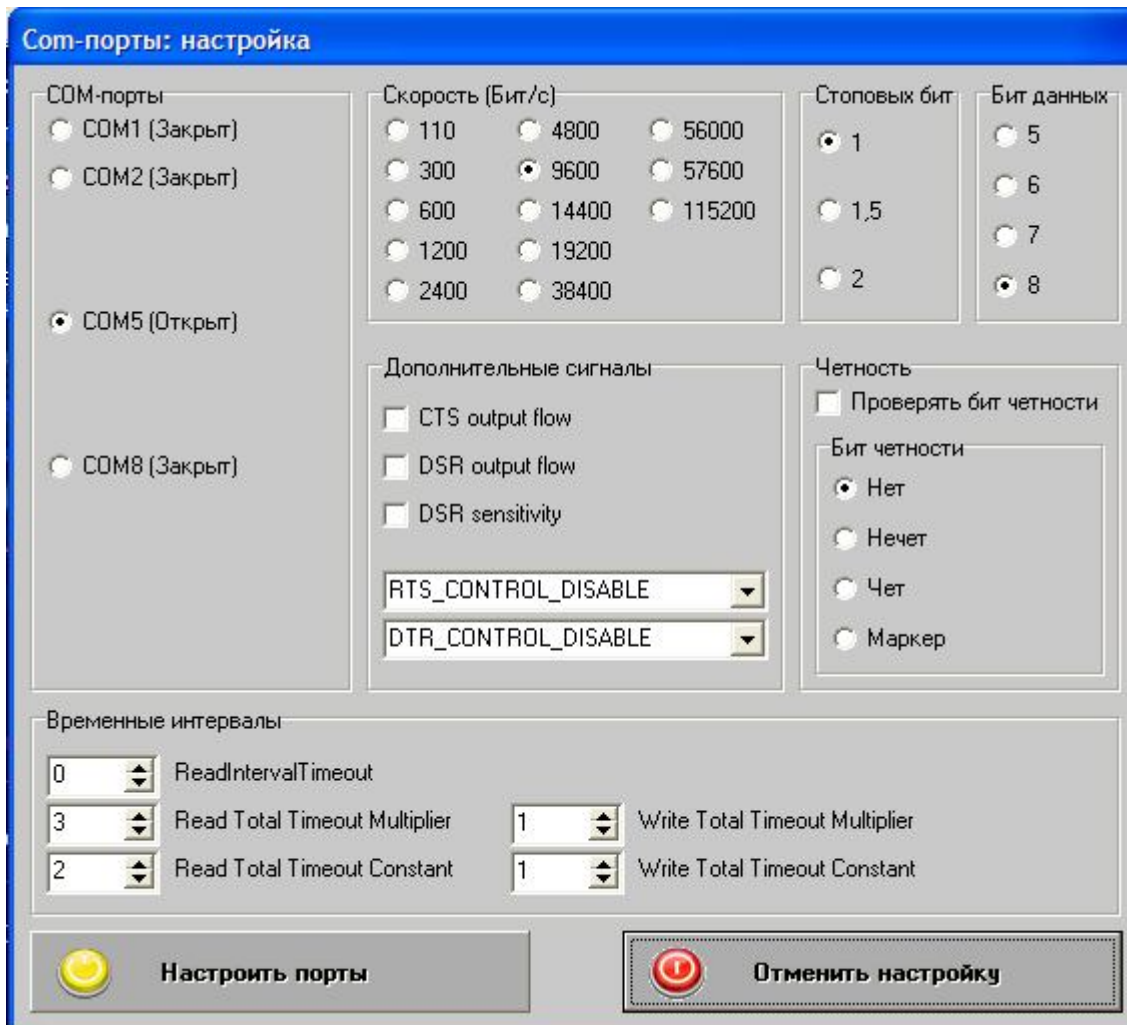 Com-порты: настройка
COM-порты
COM1 (Закрыт)
COM2 (Закрыт)
COM5 (Открыт)
COM8 (Закрыт)
Скорость (Бит/с)
110
300
600
1200
2400
4800
9600
14400
19200
38400
56000
57600
115200
Стоповых бит
1
1,5
2
Бит данных
5
6
7
8
Дополнительные сигналы
CTS output flow
DSR output flow
DSR sensitivity
RTS_CONTROL_DISABLE
DTR_CONTROL_DISABLE
Четность
Проверять бит четности
Бит четности
Нет
Нечет
Чет
Маркер
Временные интервалы
0 ReadIntervalTimeout
3 Read Total Timeout Multiplier
1 Write Total Timeout Multiplier
2 Read Total Timeout Constant
1 Write Total Timeout Constant
Настроить порты
Отменить настройку